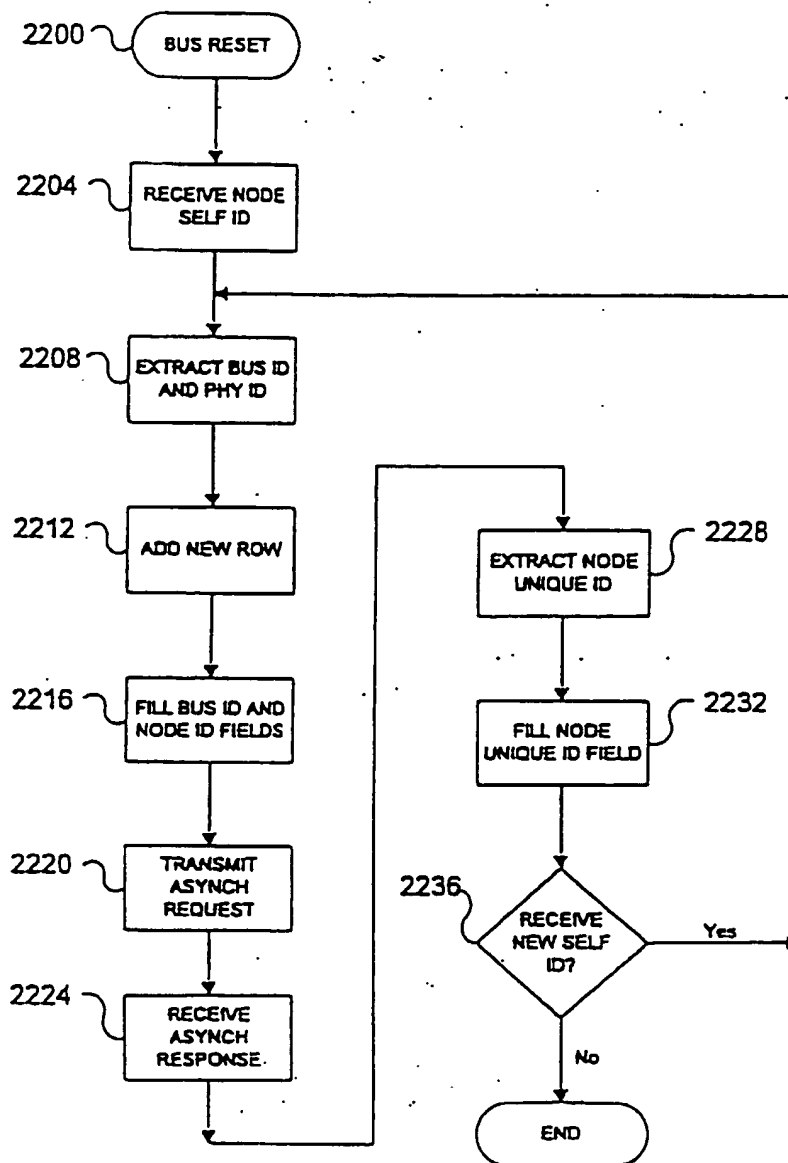 2200
BUS RESET
2204
RECEIVE NODE
SELF ID
2208
EXTRACT BUS ID
AND PHY ID
2212
ADD NEW ROW
2216
FILL BUS ID AND
NODE ID FIELDS
2220
TRANSMIT
ASYNCH
REQUEST
2224
RECEIVE
ASYNCH
RESPONSE
2228
EXTRACT NODE
UNIQUE ID
2232
FILL NODE
UNIQUE ID FIELD
2236
RECEIVE
NEW SELF
ID?
Yes
No
END